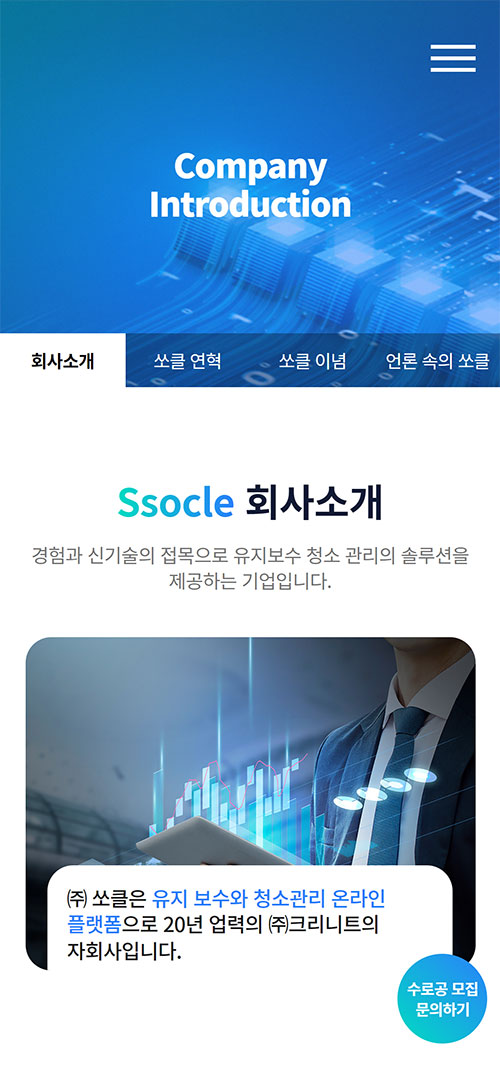 Company
Introduction
회사소개
쏘클 연혁
쏘클 이념
언론 속의 쏘클
Ssocle 회사소개
경험과 신기술의 접목으로 유지보수 청소 관리의 솔루션을
제공하는 기업입니다.
㈜ 쏘클은 유지 보수와 청소관리 온라인
플랫폼으로 20년 업력의 ㈜크리니트의
자회사입니다.
수로공 모집
문의하기